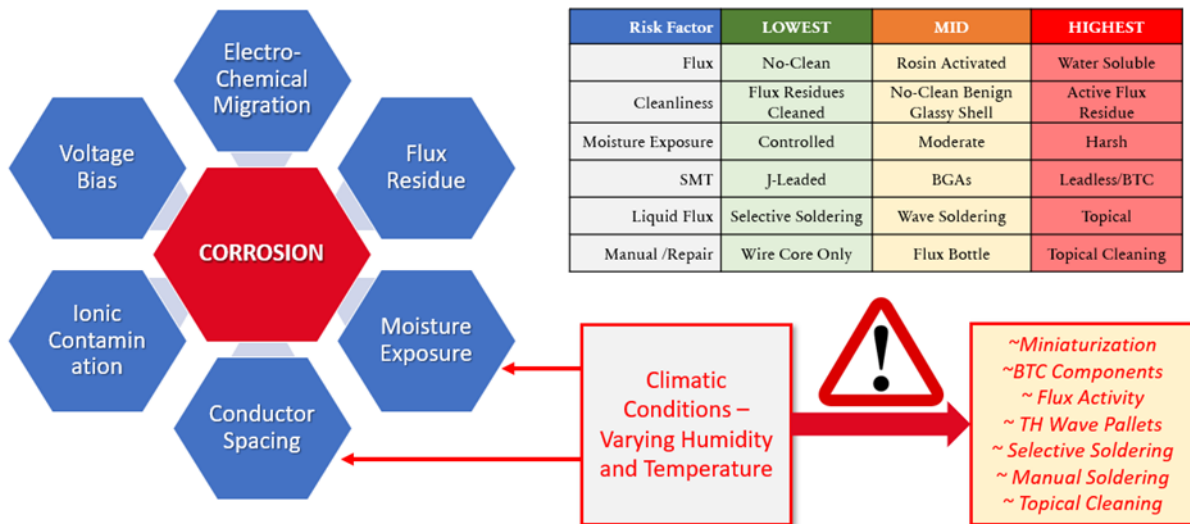 Electro-
Chemical
Migration
Voltage
Bias
Flux
Residue
CORROSION
Ionic
Contamin
ation
Moisture
Exposure
Conductor
Spacing
Risk Factor LOWEST MID HIGHEST
Flux No-Clean Rosin Activated Water Soluble
Cleanliness Flux Residues Cleaned No-Clean Benign Glassy Shell Active Flux Residue
Moisture Exposure Controlled Moderate Harsh
SMT J-Leaded BGAs Leadless/BTC
Liquid Flux Selective Soldering Wave Soldering Topical
Manual /Repair Wire Core Only Flux Bottle Topical Cleaning
Climatic
Conditions –
Varying Humidity
and Temperature
!
~Miniaturization
~BTC Components
~ Flux Activity
~ TH Wave Pallets
~ Selective Soldering
~ Manual Soldering
~ Topical Cleaning